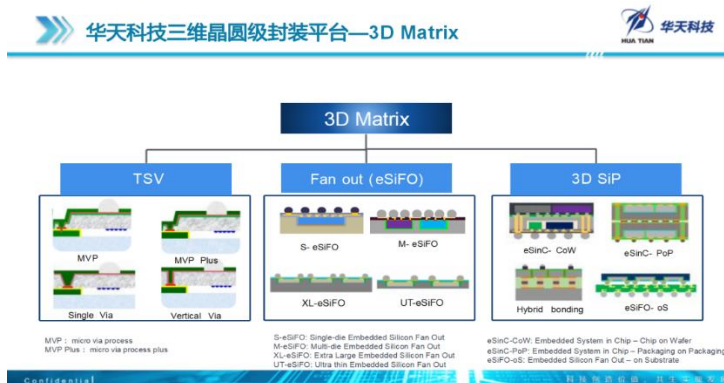 华天科技三维晶圆级封装平台—3D Matrix
HUA TIAN
华天科技
3D Matrix
TSV
Fan out (eSiFO)
3D SiP
MVP
MVP Plus
Single Via
Vertical Via
S- eSiFO
M- eSiFO
XL-eSiFO
UT-eSiFO
eSinC- CoW
eSinC- PoP
Hybrid bonding
eSiFO- oS
MVP： micro via process
MVP Plus： micro via process plus
S-eSiFO: Single-die Embedded Silicon Fan Out
M-eSiFO: Multi-die Embedded Silicon Fan Out
XL-eSiFO: Extra Large Embedded Silicon Fan Out
UT-eSiFO: Ultra thin Embedded Silicon Fan Out
eSinC-CoW: Embedded System in Chip – Chip on Wafer
eSinC-PoP: Embedded System in Chip – Packaging on Packaging
eSiFO-oS: Embedded Silicon Fan Out – on Substrate
Confidential